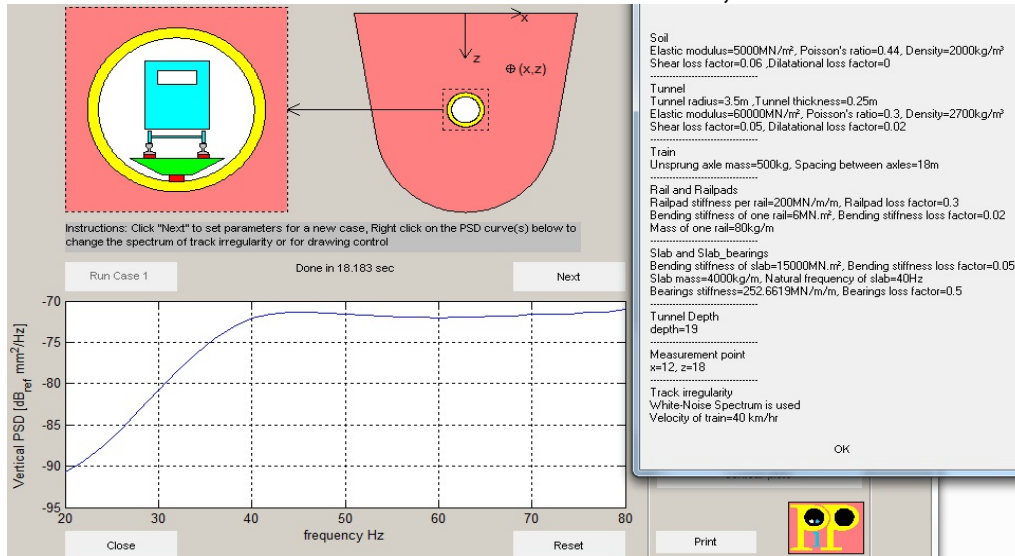 x
z
(x,z)
Instructions: Click "Next" to set parameters for a new case, Right click on the PSD curve(s) below to
change the spectrum of track irregularity or for drawing control
Run Case 1
Done in 18.183 sec
Next
Vertical PSD [dB_ref mm²/Hz]
-70
-75
-80
-85
-90
-95
20
30
40
50
60
70
80
frequency Hz
Close
Reset
Soil
Elastic modulus=5000MN/m², Poisson's ratio=0.44, Density=2000kg/m³
Shear loss factor=0.06 ,Dilatational loss factor=0
------------------------------
Tunnel
Tunnel radius=3.5m ,Tunnel thickness=0.25m
Elastic modulus=60000MN/m², Poisson's ratio=0.3, Density=2700kg/m³
Shear loss factor=0.05, Dilatational loss factor=0.02
------------------------------
Train
Unsprung axle mass=500kg, Spacing between axles=18m
------------------------------
Rail and Railpads
Railpad stiffness per rail=200MN/m/m, Railpad loss factor=0.3
Bending stiffness of one rail=6MN.m², Bending stiffness loss factor=0.02
Mass of one rail=80kg/m
------------------------------
Slab and Slab_bearings
Bending stiffness of slab=15000MN.m², Bending stiffness loss factor=0.05
Slab mass=4000kg/m, Natural frequency of slab=40Hz
Bearings stiffness=252.6619MN/m/m, Bearings loss factor=0.5
------------------------------
Tunnel Depth
depth=19
------------------------------
Measurement point
x=12, z=18
------------------------------
Track irregularity
White-Noise Spectrum is used
Velocity of train=40 km/hr
OK
Print
PiP